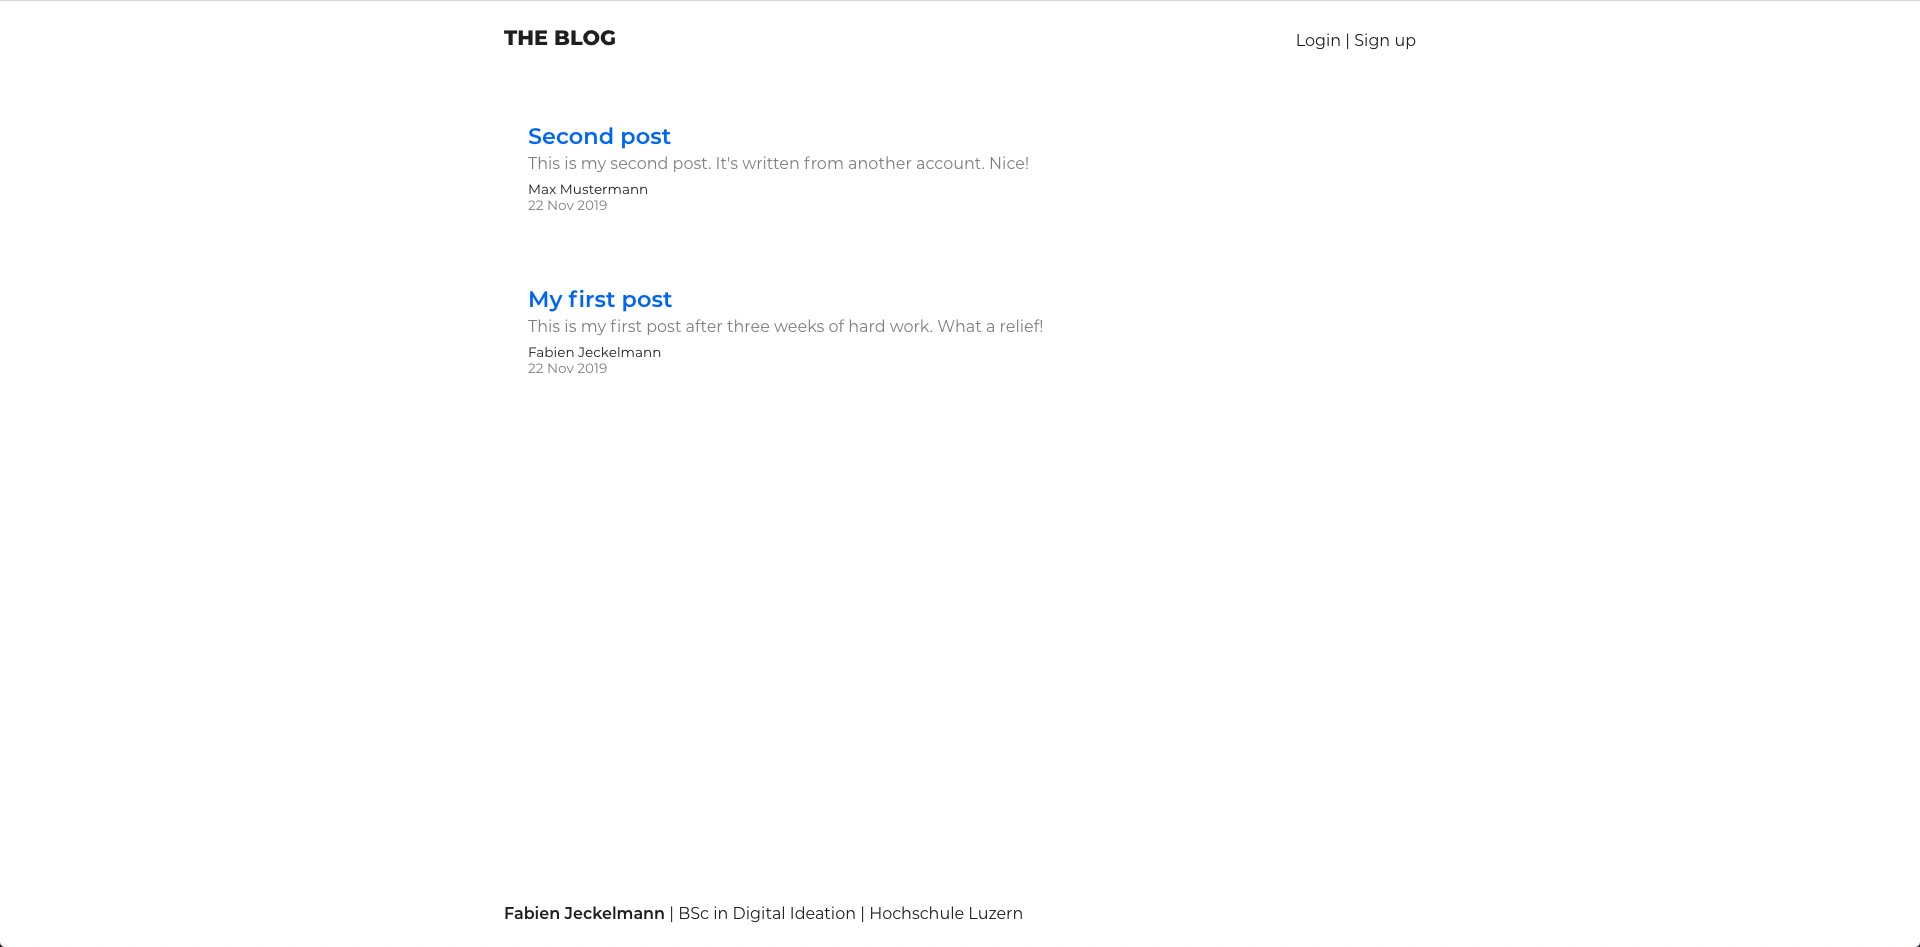 THE BLOG
Login | Sign up
Second post
This is my second post. It's written from another account. Nice!
Max Mustermann
22 Nov 2019
My first post
This is my first post after three weeks of hard work. What a relief!
Fabien Jeckelmann
22 Nov 2019
Fabien Jeckelmann | BSc in Digital Ideation | Hochschule Luzern